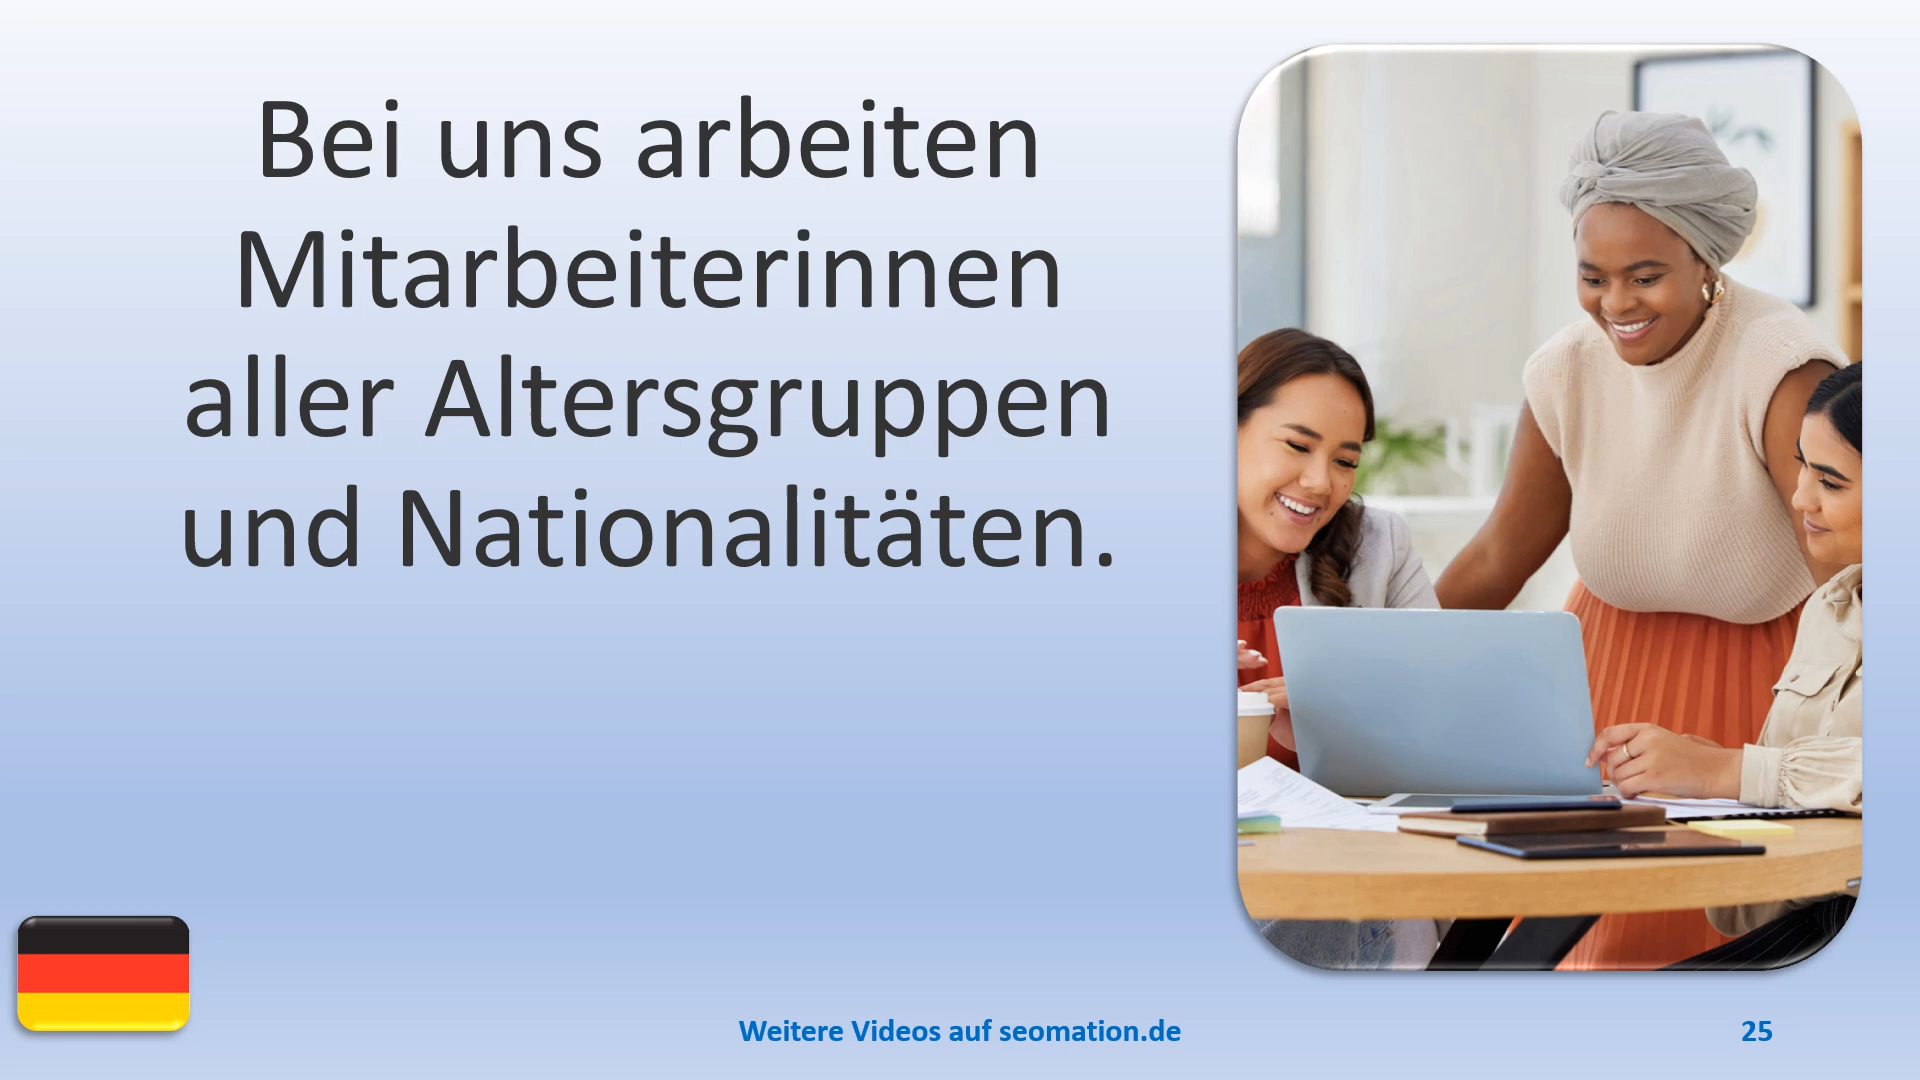 Bei uns arbeiten
Mitarbeiterinnen
aller Altersgruppen
und Nationalitäten.
Weitere Videos auf seomation.de
25